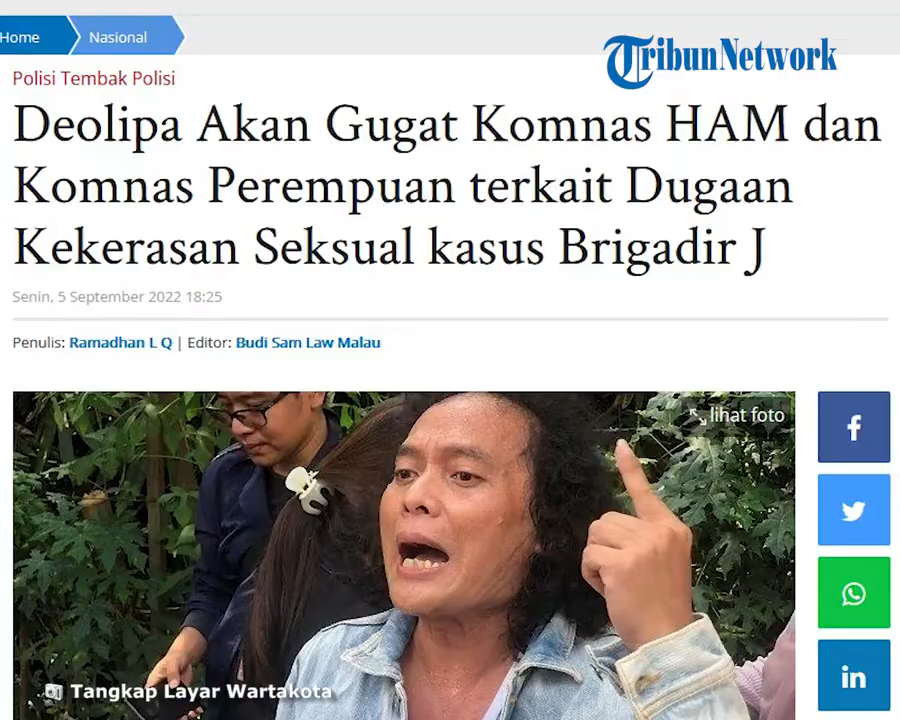 Home
Nasional
TribunNetwork
Polisi Tembak Polisi
Deolipa Akan Gugat Komnas HAM dan
Komnas Perempuan terkait Dugaan
Kekerasan Seksual kasus Brigadir J
Senin, 5 September 2022 18:25
Penulis: Ramadhan L Q | Editor: Budi Sam Law Malau
lihat foto
f
in
Tangkap Layar Wartakota